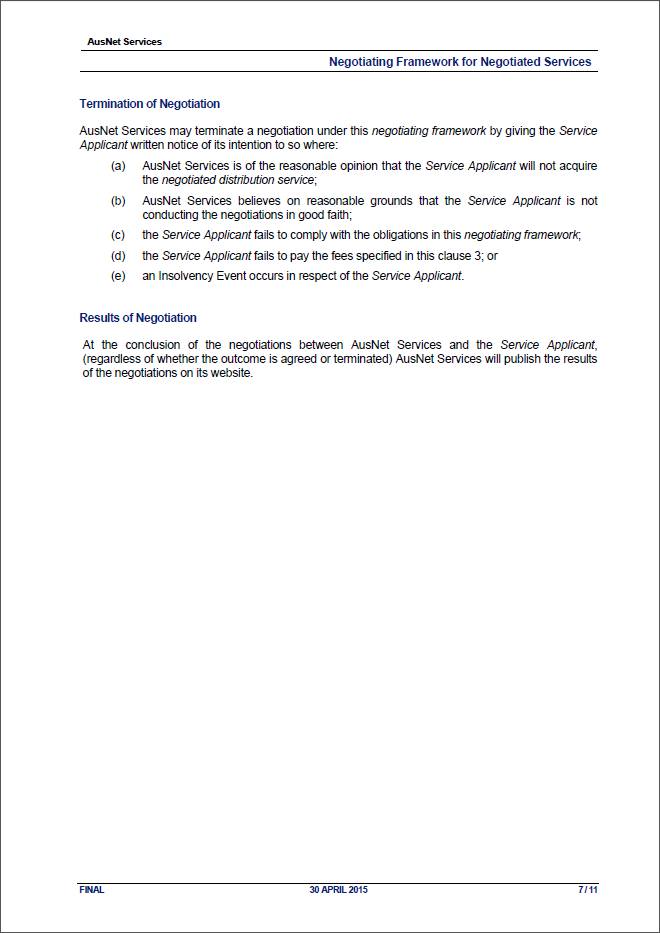 AusNet Services
Negotiating Framework for Negotiated Services
Termination of Negotiation
AusNet Services may terminate a negotiation under this negotiating framework by giving the Service
Applicant written notice of its intention to so where:
(a) AusNet Services is of the reasonable opinion that the Service Applicant will not acquire
the negotiated distribution service;
(b) AusNet Services believes on reasonable grounds that the Service Applicant is not
conducting the negotiations in good faith;
(c) the Service Applicant fails to comply with the obligations in this negotiating framework;
(d) the Service Applicant fails to pay the fees specified in this clause 3; or
(e) an Insolvency Event occurs in respect of the Service Applicant.
Results of Negotiation
At the conclusion of the negotiations between AusNet Services and the Service Applicant,
(regardless of whether the outcome is agreed or terminated) AusNet Services will publish the results
of the negotiations on its website.
FINAL 30 APRIL 2015 7 / 11